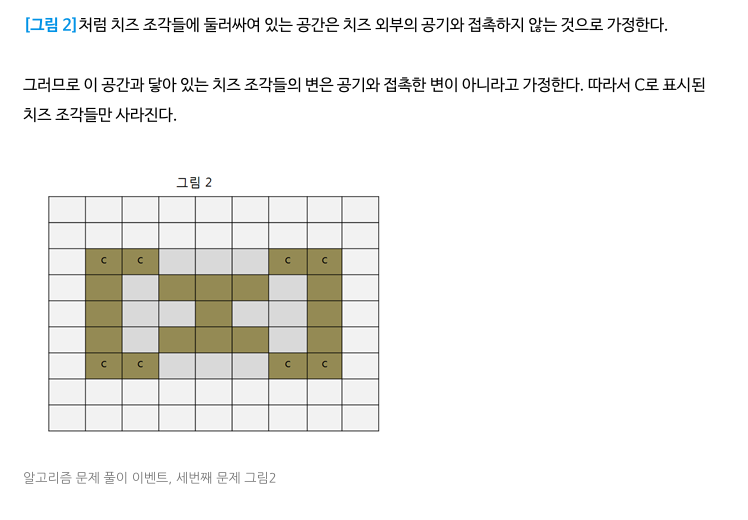 [그림 2]처럼 치즈 조각들에 둘러싸여 있는 공간은 치즈 외부의 공기와 접촉하지 않는 것으로 가정한다.
그러므로 이 공간과 닿아 있는 치즈 조각들의 변은 공기와 접촉한 변이 아니라고 가정한다. 따라서 C로 표시된
치즈 조각들만 사라진다.
그림 2
C C C C
C C C C
알고리즘 문제 풀이 이벤트, 세번째 문제 그림2